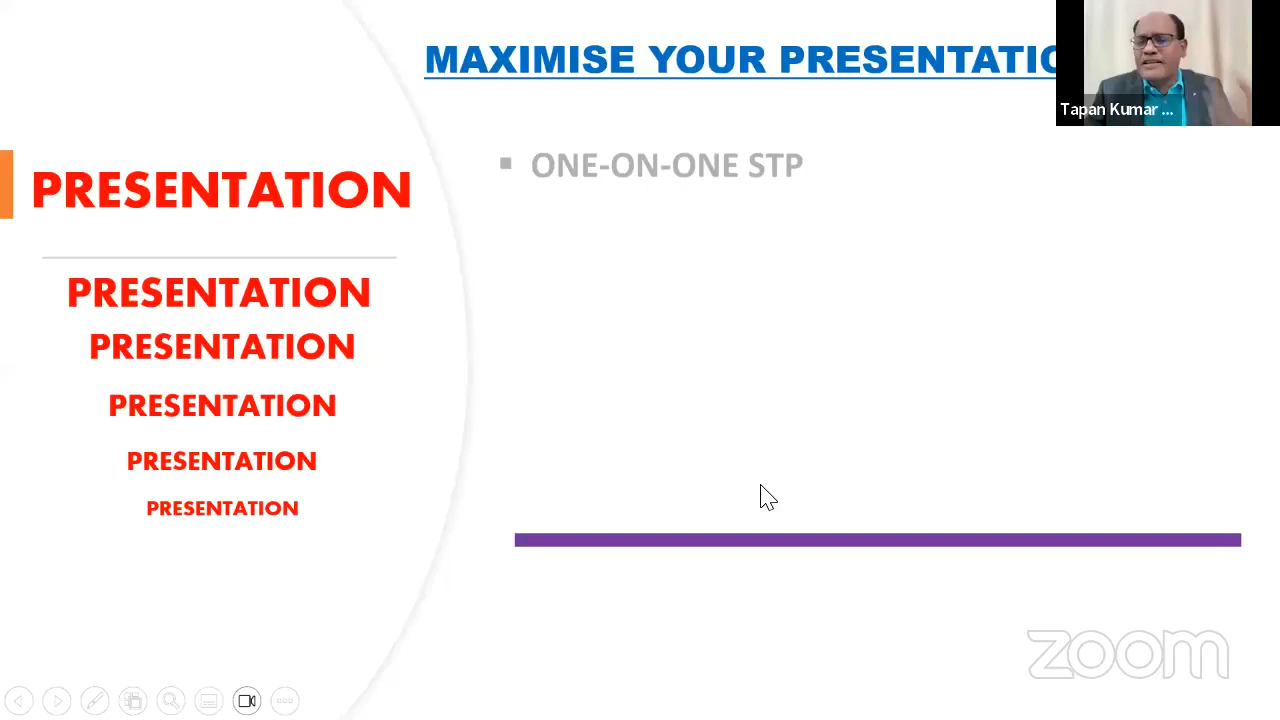 MAXIMISE YOUR PRESENTATIO
Tapan Kumar ...
ONE-ON-ONE STP
PRESENTATION
PRESENTATION
PRESENTATION
PRESENTATION
PRESENTATION
PRESENTATION
zoom